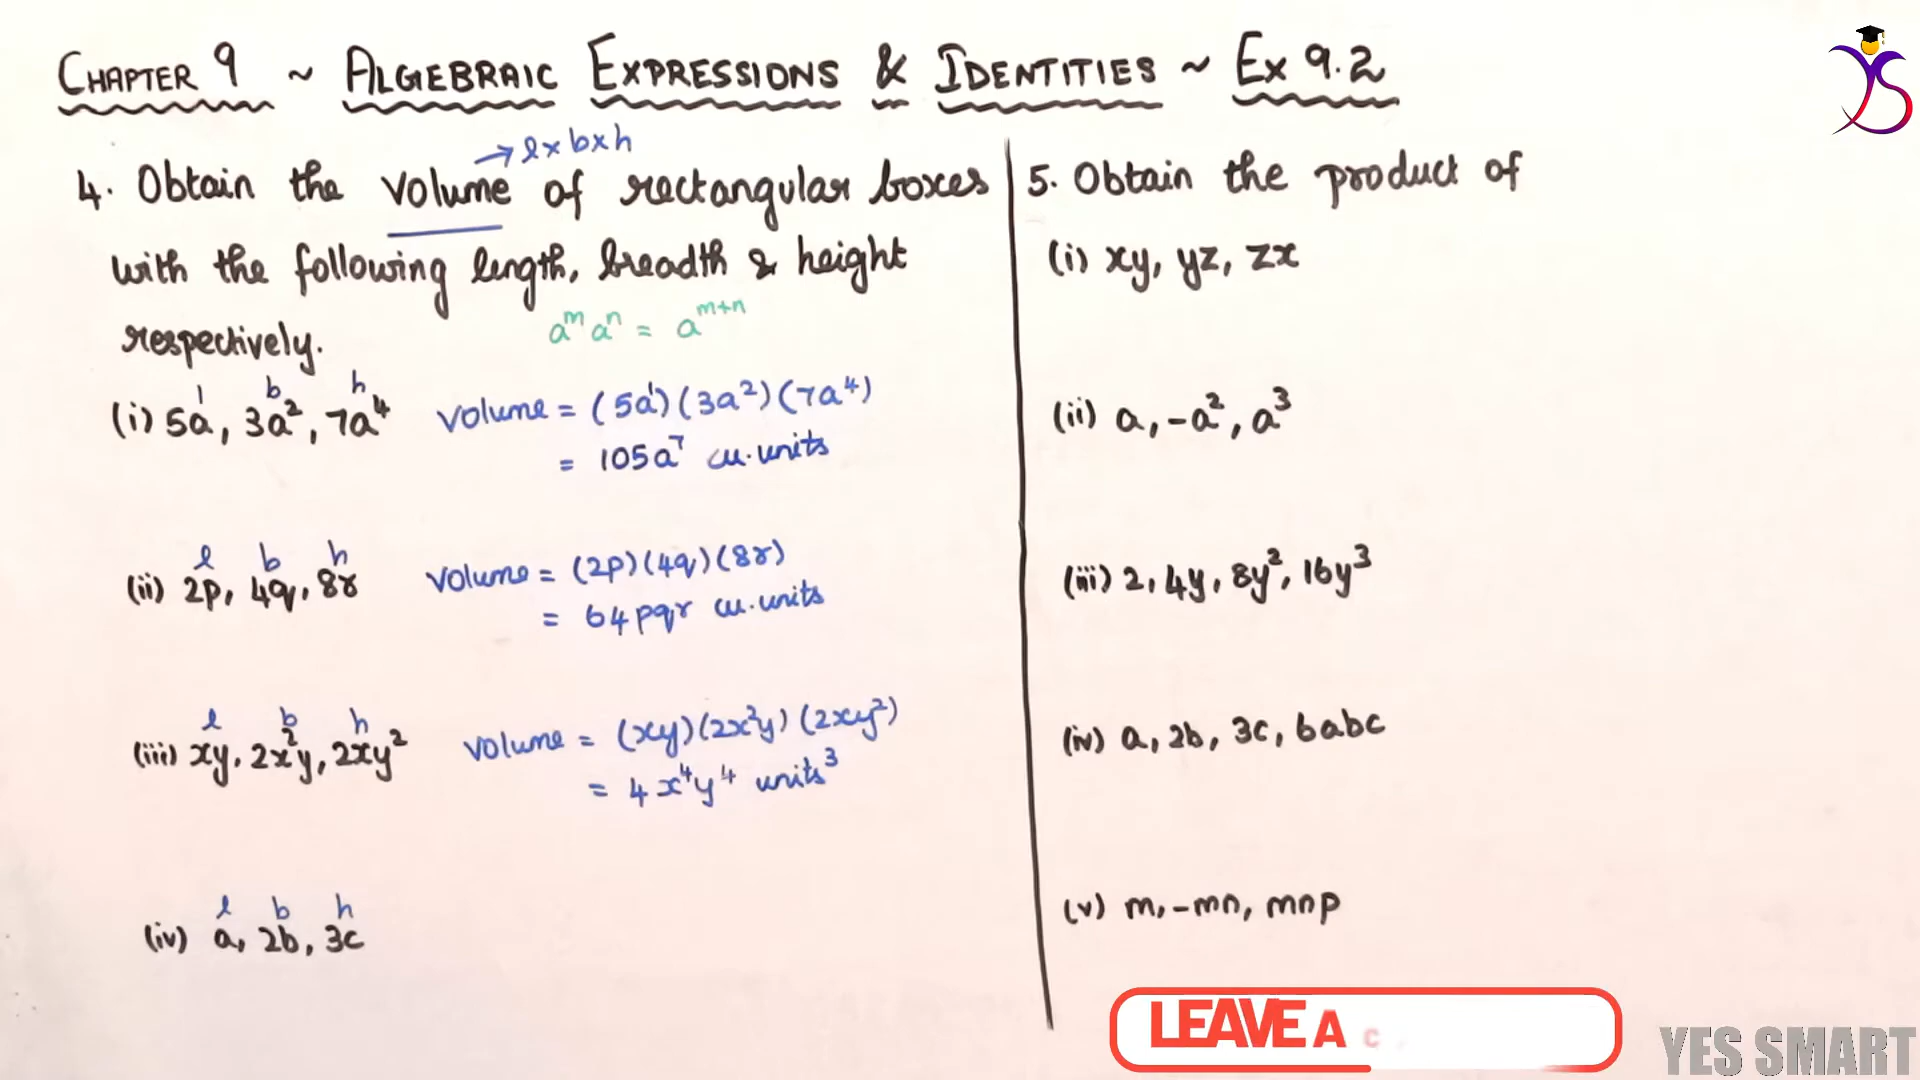 CHAPTER 9 ~ ALGEBRAIC EXPRESSIONS & IDENTITIES ~ EX 9.2
→ l×b×h
4. Obtain the volume of rectangular boxes
with the following length, breadth & height
respectively.
aᵐ aⁿ = aᵐ⁺ⁿ
l b h
(i) 5a, 3a², 7a⁴ Volume = (5a¹)(3a²)(7a⁴)
= 105a⁷ cu.units
l b h
(ii) 2p, 4q, 8r Volume = (2p)(4q)(8r)
= 64pqr cu.units
l b h
(iii) xy, 2x²y, 2xy² Volume = (xy)(2x²y)(2xy²)
= 4x⁴y⁴ units³
l b h
(iv) a, 2b, 3c
5. Obtain the product of
(i) xy, yz, zx
(ii) a, -a², a³
(iii) 2, 4y, 8y², 16y³
(iv) a, 2b, 3c, 6abc
(v) m, -mn, mnp
LEAVE A C
YS
YES SMART